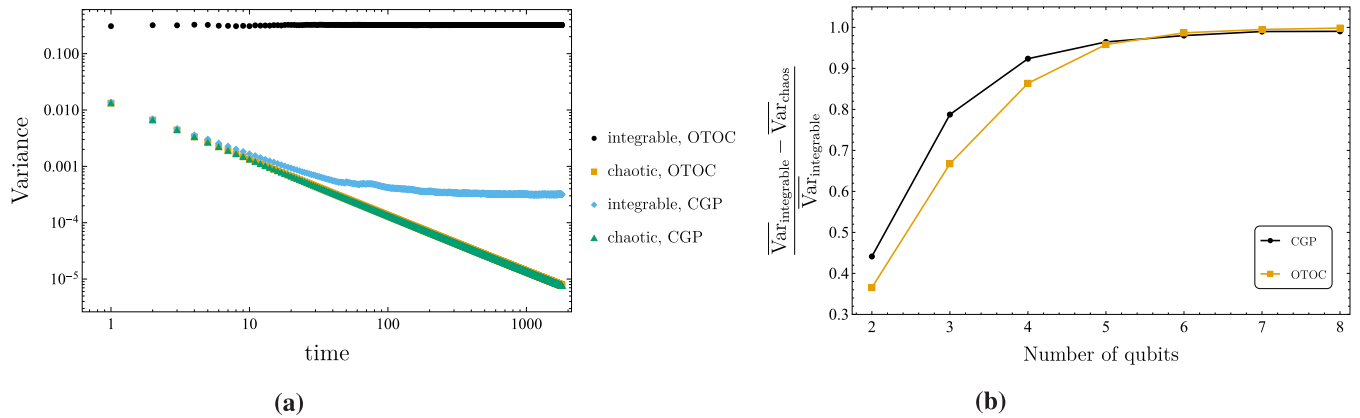 Variance
0.100
0.010
0.001
10⁻⁴
10⁻⁵
1
10
100
1000
time
integrable, OTOC
chaotic, OTOC
integrable, CGP
chaotic, CGP
(a)
Var_integrable − Var_chaos
Var_integrable
1.0
0.9
0.8
0.7
0.6
0.5
0.4
0.3
2
3
4
5
6
7
8
Number of qubits
CGP
OTOC
(b)